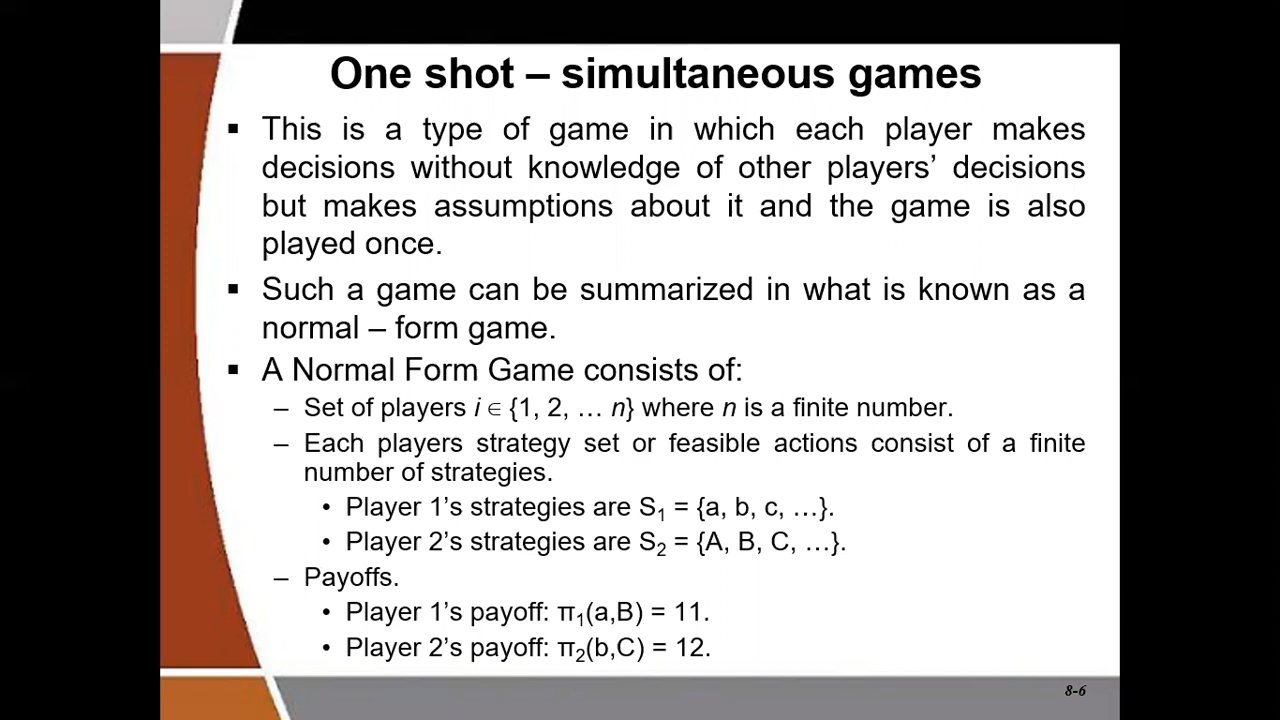 One shot – simultaneous games
▪ This is a type of game in which each player makes
decisions without knowledge of other players’ decisions
but makes assumptions about it and the game is also
played once.
▪ Such a game can be summarized in what is known as a
normal – form game.
▪ A Normal Form Game consists of:
– Set of players i ∈ {1, 2, … n} where n is a finite number.
– Each players strategy set or feasible actions consist of a finite
number of strategies.
• Player 1’s strategies are S₁ = {a, b, c, …}.
• Player 2’s strategies are S₂ = {A, B, C, …}.
– Payoffs.
• Player 1’s payoff: π₁(a,B) = 11.
• Player 2’s payoff: π₂(b,C) = 12.
8-6